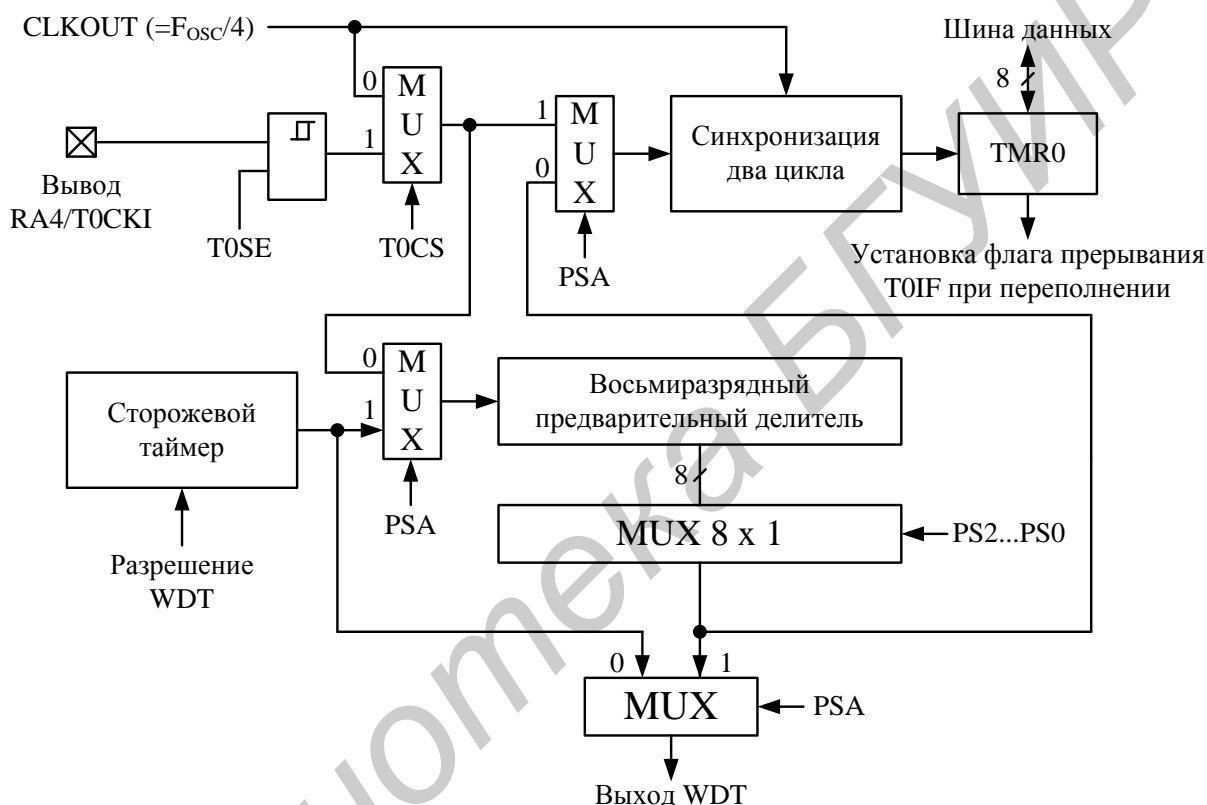 CLKOUT (=FOSC/4)
Шина данных
8
0
M
U
X
1
1
M
U
X
0
Синхронизация
два цикла
TMR0
Вывод
RA4/T0CKI
T0SE
T0CS
PSA
Установка флага прерывания
T0IF при переполнении
0
M
U
X
1
Сторожевой
таймер
Восьмиразрядный
предварительный делитель
8
PSA
MUX 8 x 1
PS2...PS0
Разрешение
WDT
0
1
MUX
PSA
Выход WDT
иотека БГУИР